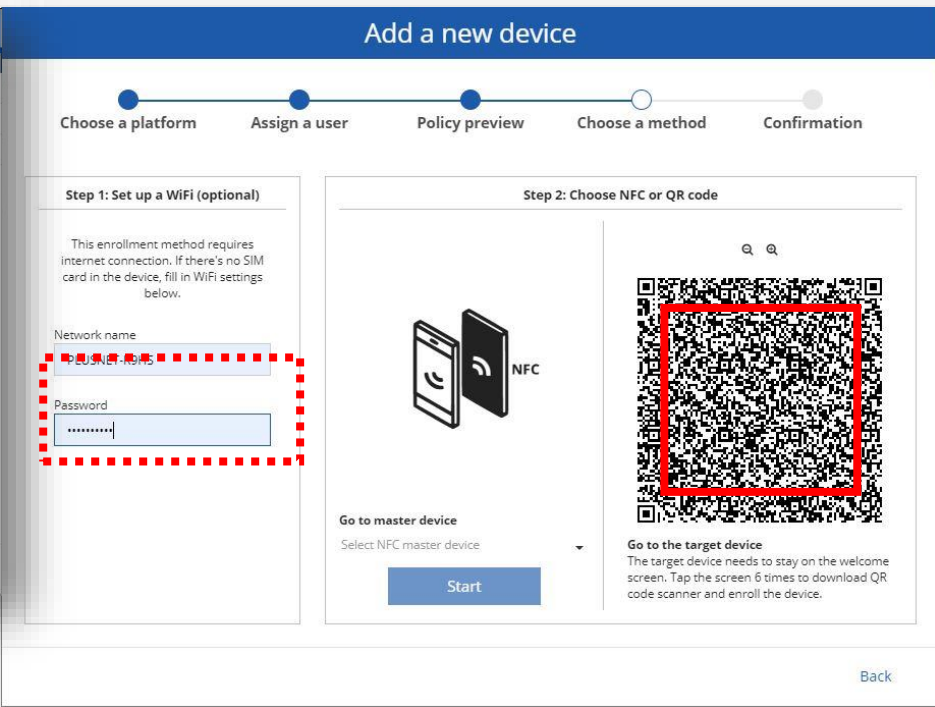 Add a new device
Choose a platform
Assign a user
Policy preview
Choose a method
Confirmation
Step 1: Set up a WiFi (optional)
This enrollment method requires
internet connection. If there's no SIM
card in the device, fill in WiFi settings
below.
Network name
Password
••••••••••
Step 2: Choose NFC or QR code
NFC
Go to master device
Select NFC master device
Start
Go to the target device
The target device needs to stay on the welcome
screen. Tap the screen 6 times to download QR
code scanner and enroll the device.
Back